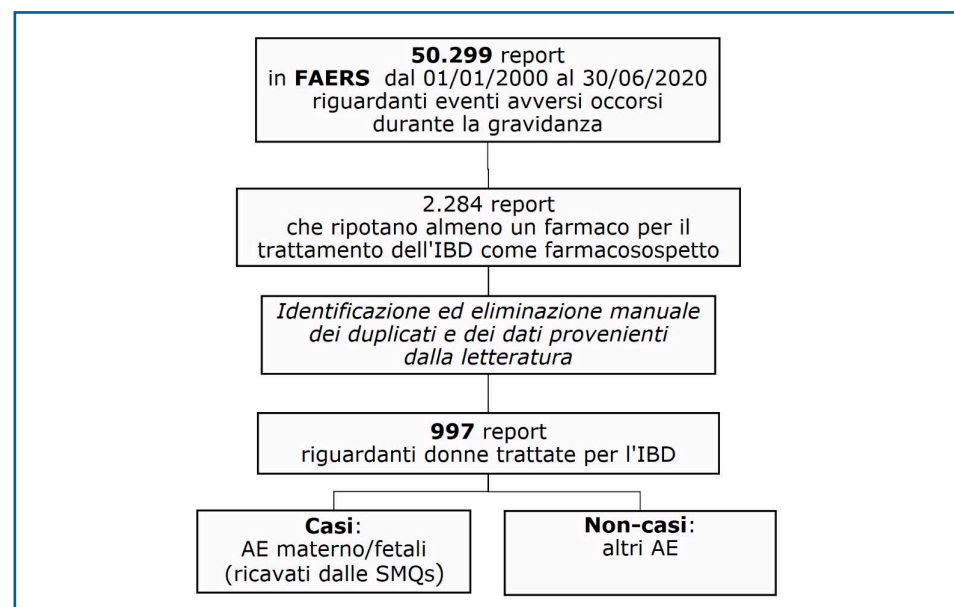 50.299 report
in FAERS dal 01/01/2000 al 30/06/2020
riguardanti eventi avversi occorsi
durante la gravidanza
2.284 report
che ripotano almeno un farmaco per il
trattamento dell'IBD come farmacosospetto
Identificazione ed eliminazione manuale
dei duplicati e dei dati provenienti
dalla letteratura
997 report
riguardanti donne trattate per l'IBD
Casi:
AE materno/fetali
(ricavati dalle SMQs)
Non-casi:
altri AE